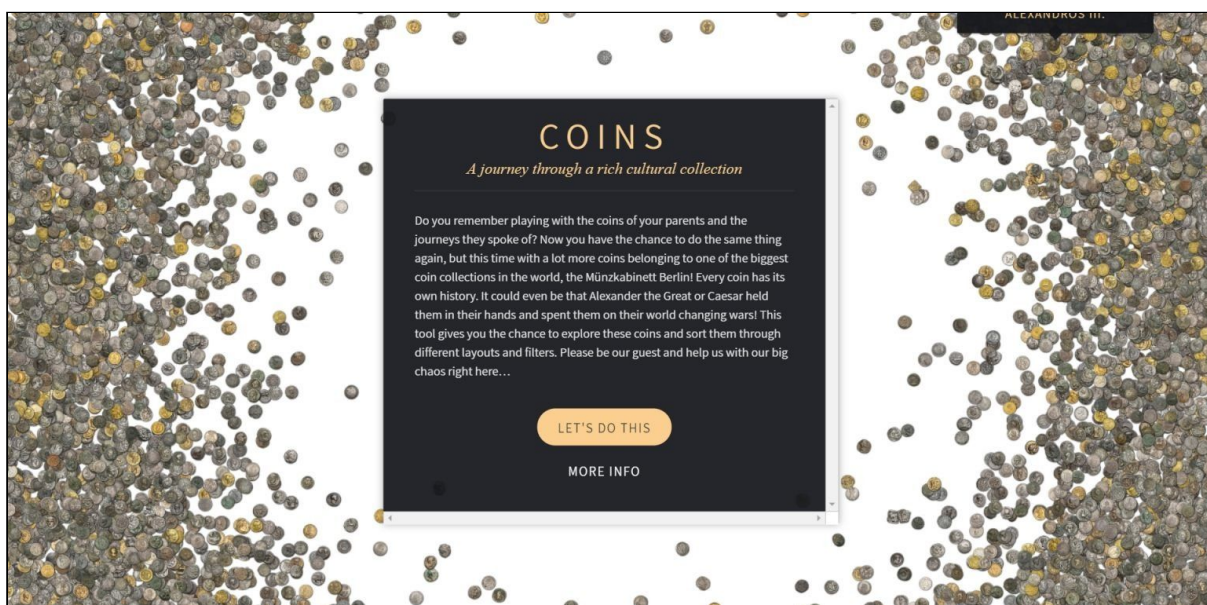 ALEXANDROS III.
COINS
A journey through a rich cultural collection
Do you remember playing with the coins of your parents and the
journeys they spoke of? Now you have the chance to do the same thing
again, but this time with a lot more coins belonging to one of the biggest
coin collections in the world, the Münzkabinett Berlin! Every coin has its
own history. It could even be that Alexander the Great or Caesar held
them in their hands and spent them on their world changing wars! This
tool gives you the chance to explore these coins and sort them through
different layouts and filters. Please be our guest and help us with our big
chaos right here…
LET'S DO THIS
MORE INFO